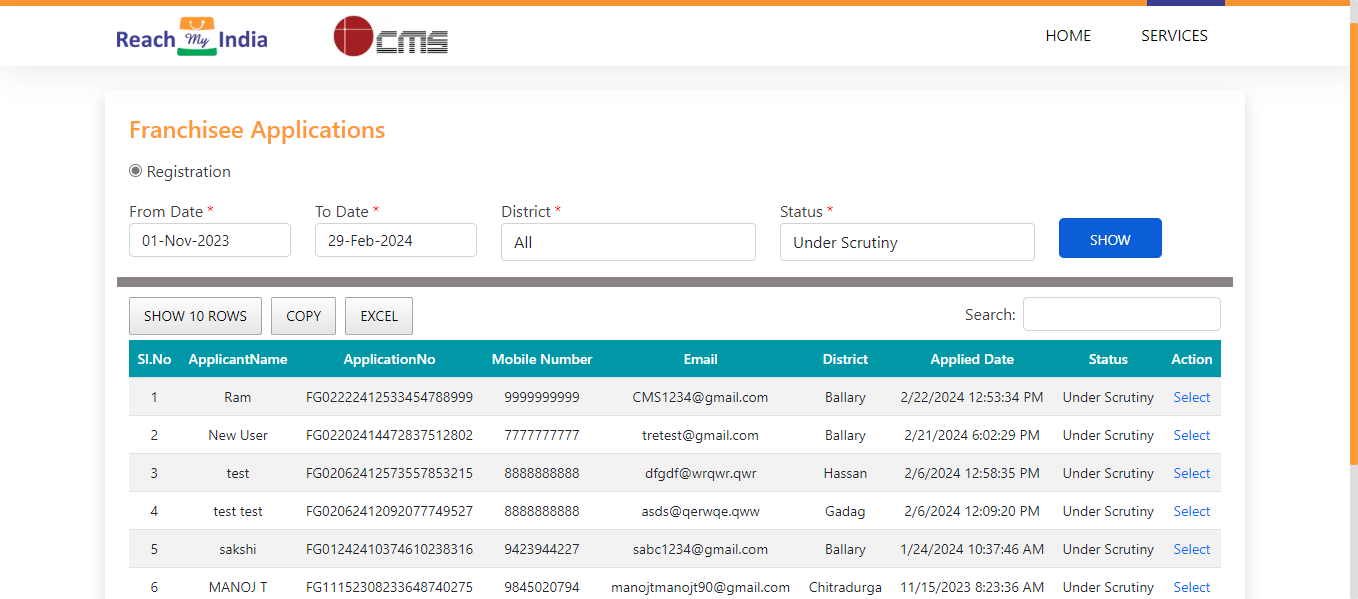 Reach My India CMS HOME SERVICES
Franchisee Applications
Registration
From Date * To Date * District * Status *
01-Nov-2023 29-Feb-2024 All Under Scrutiny SHOW
SHOW 10 ROWS COPY EXCEL Search:
Sl.No ApplicantName ApplicationNo Mobile Number Email District Applied Date Status Action
1 Ram FG02222412533454788999 9999999999 CMS1234@gmail.com Ballary 2/22/2024 12:53:34 PM Under Scrutiny Select
2 New User FG02202414472837512802 7777777777 tretest@gmail.com Ballary 2/21/2024 6:02:29 PM Under Scrutiny Select
3 test FG02062412573557853215 8888888888 dfgdf@wrqwr.qwr Hassan 2/6/2024 12:58:35 PM Under Scrutiny Select
4 test test FG02062412092077749527 8888888888 asds@qerwqe.qww Gadag 2/6/2024 12:09:20 PM Under Scrutiny Select
5 sakshi FG01242410374610238316 9423944227 sabc1234@gmail.com Ballary 1/24/2024 10:37:46 AM Under Scrutiny Select
6 MANOJ T FG11152308233648740275 9845020794 manojtmanojt90@gmail.com Chitradurga 11/15/2023 8:23:36 AM Under Scrutiny Select